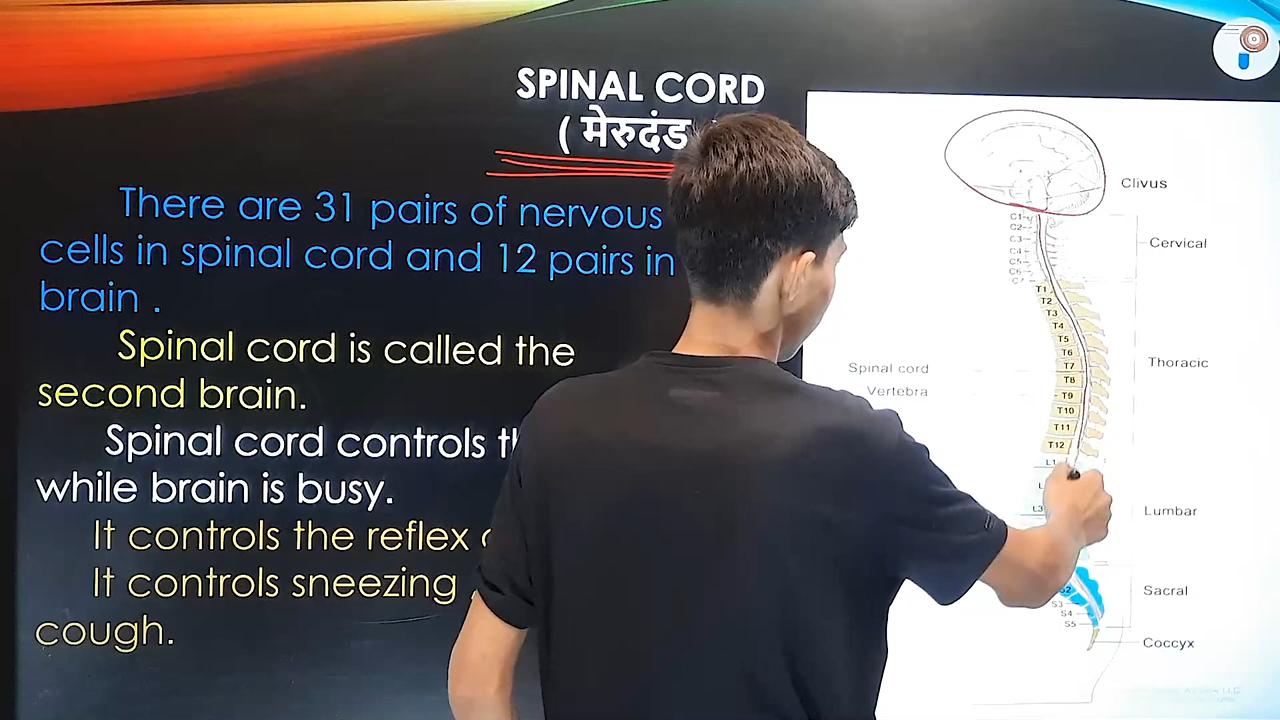 SPINAL CORD
( मेरुदंड
There are 31 pairs of nervous
cells in spinal cord and 12 pairs in
brain .
Spinal cord is called the
second brain.
Spinal cord controls
while brain is busy.
It controls the reflex
It controls sneezing
cough.
Clivus
C1
C2
C3
C4
C5
C6
C7
Cervical
T1
T2
T3
T4
T5
T6
T7
T8
T9
T10
T11
T12
Thoracic
Spinal cord
Vertebra
L1
L3
Lumbar
S2
S3
S4
S5
Sacral
Coccyx